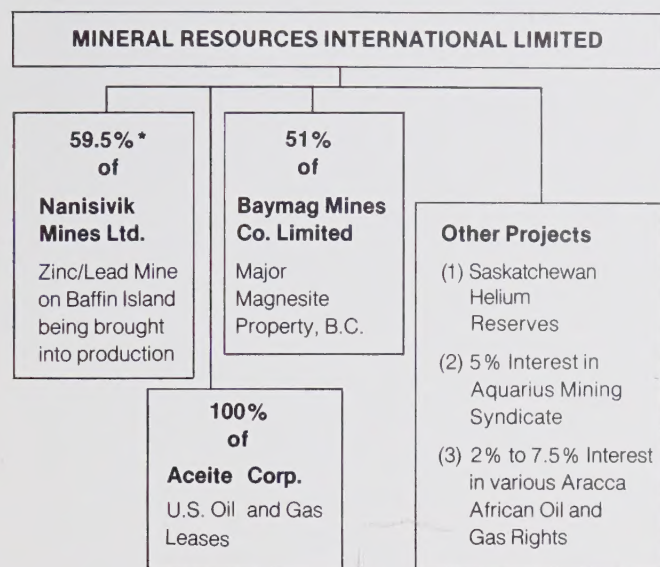 MINERAL RESOURCES INTERNATIONAL LIMITED
59.5%*
of
Nanisivik
Mines Ltd.
Zinc/Lead Mine
on Baffin Island
being brought
into production
51%
of
Baymag Mines
Co. Limited
Major
Magnesite
Property, B.C.
100%
of
Aceite Corp.
U.S. Oil and Gas
Leases
Other Projects
(1) Saskatchewan
Helium
Reserves
(2) 5% Interest in
Aquarius Mining
Syndicate
(3) 2% to 7.5% Interest
in various Aracca
African Oil and
Gas Rights